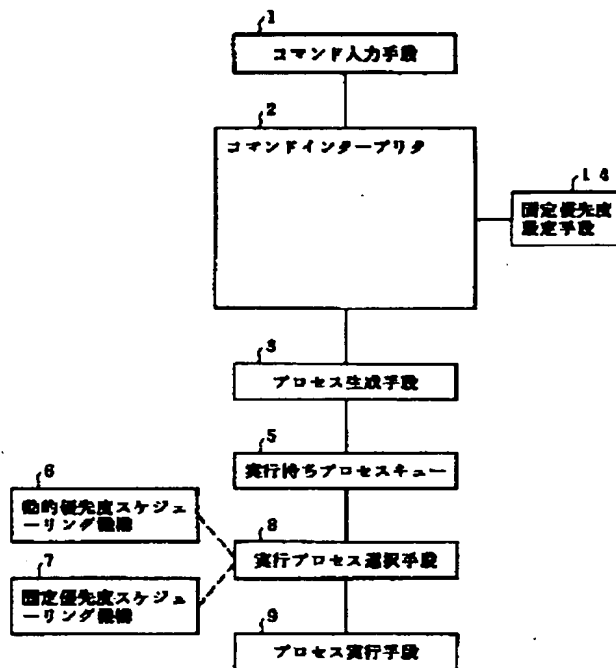 1
コマンド入力手段
2
コマンドインタープリタ
14
固定優先度
設定手段
3
プロセス生成手段
5
実行待ちプロセスキュー
6
動的優先度スケジュ
ーリング機構
8
実行プロセス選択手段
7
固定優先度スケジュ
ーリング機構
9
プロセス実行手段